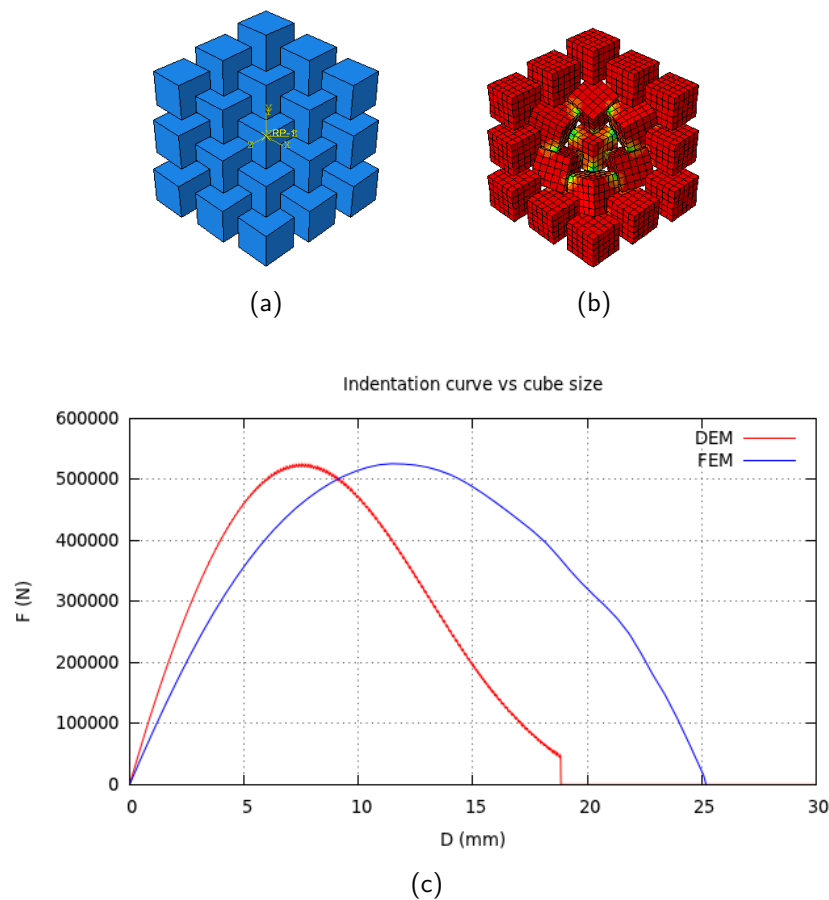 Y
RP-1
Z
X
(a)
(b)
Indentation curve vs cube size
600000
DEM
FEM
500000
400000
300000
200000
100000
0
F (N)
0 5 10 15 20 25 30
D (mm)
(c)